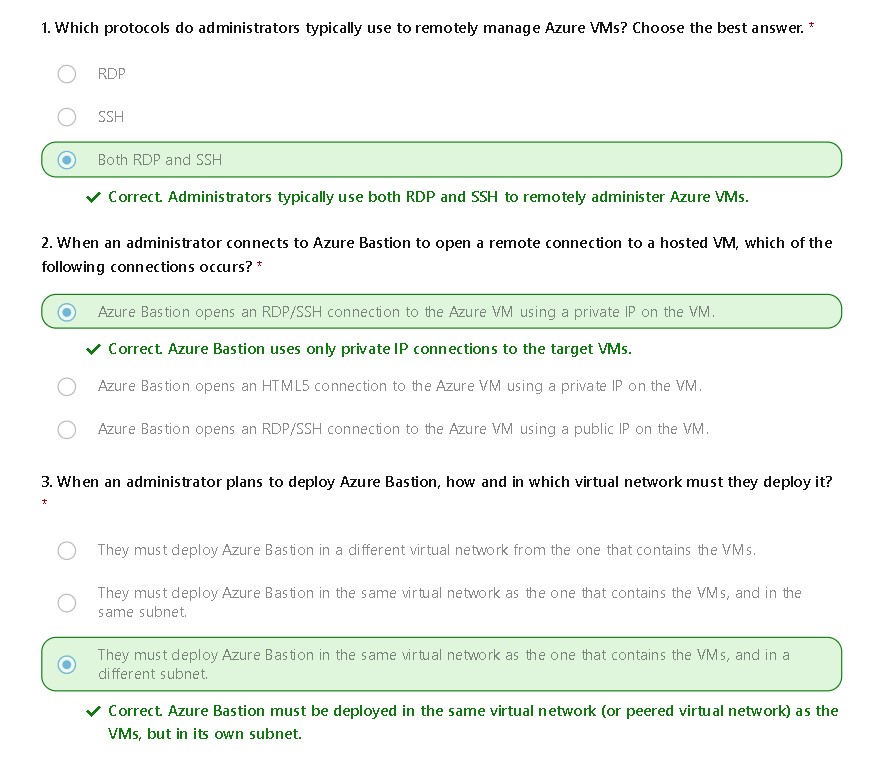 1. Which protocols do administrators typically use to remotely manage Azure VMs? Choose the best answer. *
RDP
SSH
Both RDP and SSH
✓ Correct. Administrators typically use both RDP and SSH to remotely administer Azure VMs.
2. When an administrator connects to Azure Bastion to open a remote connection to a hosted VM, which of the
following connections occurs? *
Azure Bastion opens an RDP/SSH connection to the Azure VM using a private IP on the VM.
✓ Correct. Azure Bastion uses only private IP connections to the target VMs.
Azure Bastion opens an HTML5 connection to the Azure VM using a private IP on the VM.
Azure Bastion opens an RDP/SSH connection to the Azure VM using a public IP on the VM.
3. When an administrator plans to deploy Azure Bastion, how and in which virtual network must they deploy it?
*
They must deploy Azure Bastion in a different virtual network from the one that contains the VMs.
They must deploy Azure Bastion in the same virtual network as the one that contains the VMs, and in the
same subnet.
They must deploy Azure Bastion in the same virtual network as the one that contains the VMs, and in a
different subnet.
✓ Correct. Azure Bastion must be deployed in the same virtual network (or peered virtual network) as the
VMs, but in its own subnet.